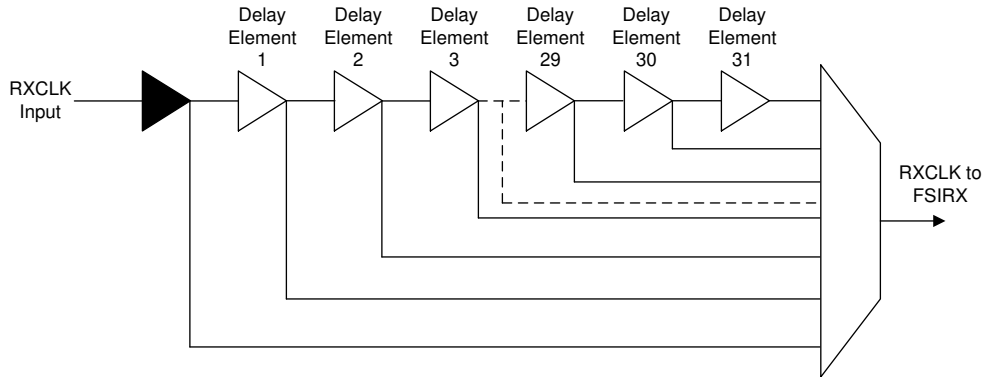 Delay
Element
1
Delay
Element
2
Delay
Element
3
Delay
Element
29
Delay
Element
30
Delay
Element
31
RXCLK
Input
RXCLK to
FSIRX